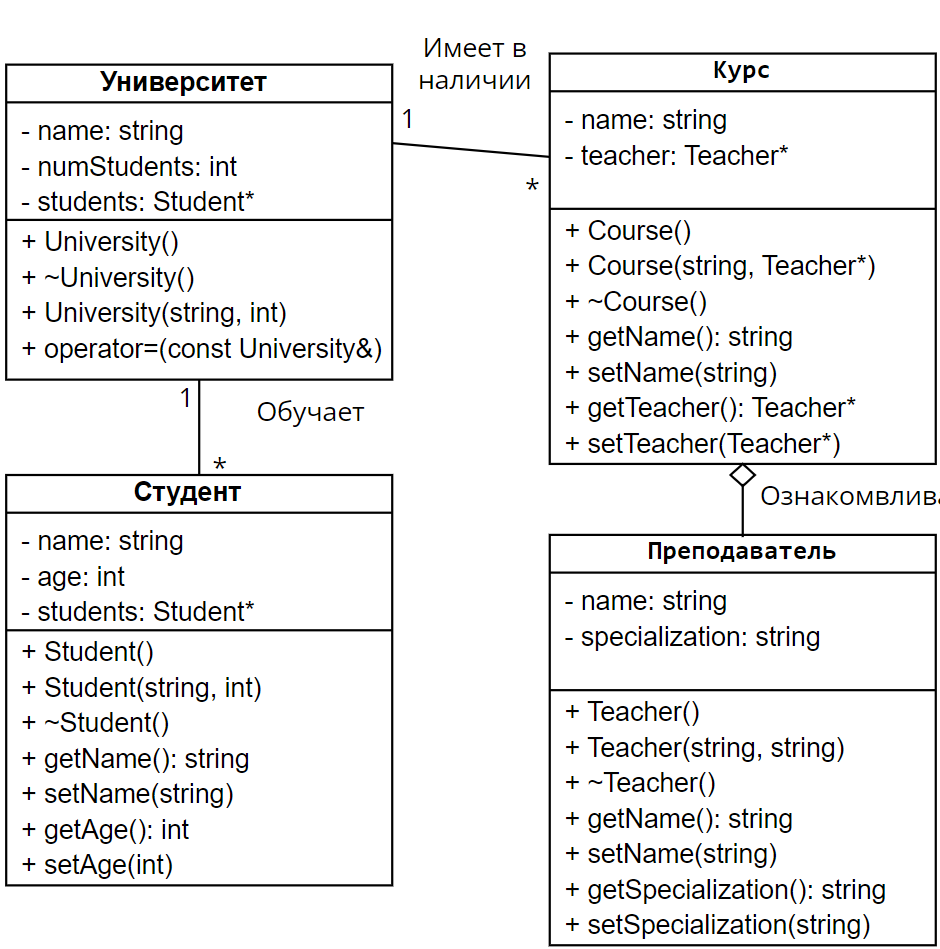 Имеет в
наличии
Университет
- name: string
- numStudents: int
- students: Student*
+ University()
+ ~University()
+ University(string, int)
+ operator=(const University&)
1
*
Курс
- name: string
- teacher: Teacher*
+ Course()
+ Course(string, Teacher*)
+ ~Course()
+ getName(): string
+ setName(string)
+ getTeacher(): Teacher*
+ setTeacher(Teacher*)
1
Обучает
*
Студент
- name: string
- age: int
- students: Student*
+ Student()
+ Student(string, int)
+ ~Student()
+ getName(): string
+ setName(string)
+ getAge(): int
+ setAge(int)
Преподаватель
- name: string
- specialization: string
+ Teacher()
+ Teacher(string, string)
+ ~Teacher()
+ getName(): string
+ setName(string)
+ getSpecialization(): string
+ setSpecialization(string)